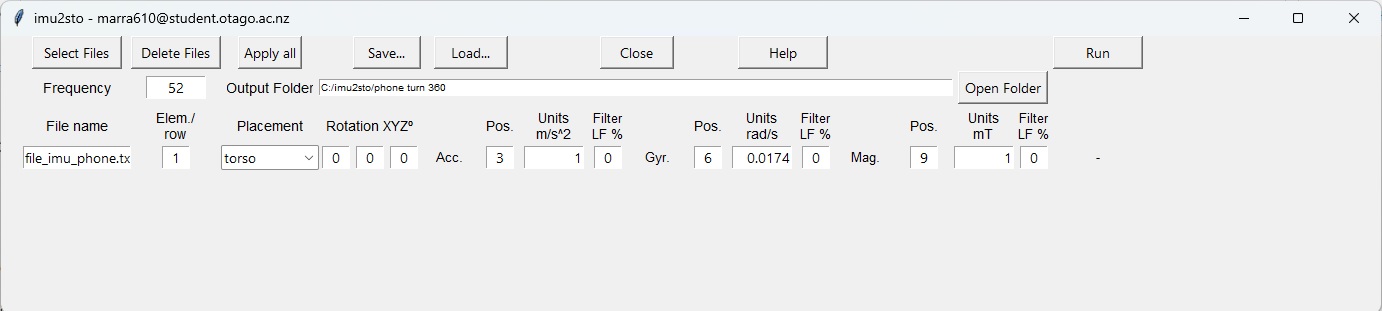 imu2sto - marra610@student.otago.ac.nz
Select Files Delete Files Apply all Save... Load... Close Help Run
Frequency 52 Output Folder C:/imu2sto/phone turn 360 Open Folder
File name Elem./ row Placement Rotation XYZº Pos. Units m/s^2 Filter LF % Pos. Units rad/s Filter LF % Pos. Units mT Filter LF %
file_imu_phone.tx 1 torso 0 0 0 Acc. 3 1 0 Gyr. 6 0.0174 0 Mag. 9 1 0 -